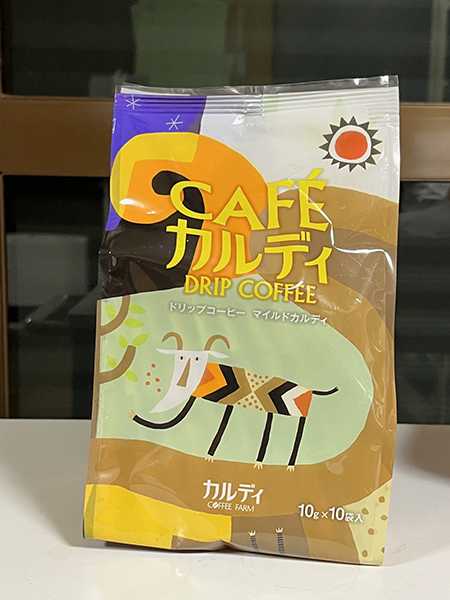 CAFÉ
カルディ
DRIP COFFEE
ドリップコーヒー マイルドカルディ
カルディ
COFFEE FARM
10g×10袋入